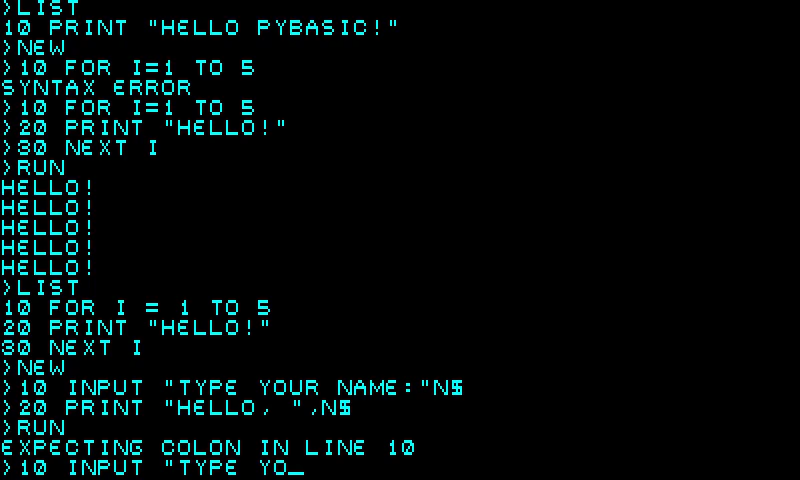 >LIST
10 PRINT "HELLO PYBASIC!"
>NEW
>10 FOR I=1 TO 5
SYNTAX ERROR
>10 FOR I=1 TO 5
>20 PRINT "HELLO!"
>30 NEXT I
>RUN
HELLO!
HELLO!
HELLO!
HELLO!
HELLO!
>LIST
10 FOR I = 1 TO 5
20 PRINT "HELLO!"
30 NEXT I
>NEW
>10 INPUT "TYPE YOUR NAME:"N$
>20 PRINT "HELLO, ",N$
>RUN
EXPECTING COLON IN LINE 10
>10 INPUT "TYPE YO_